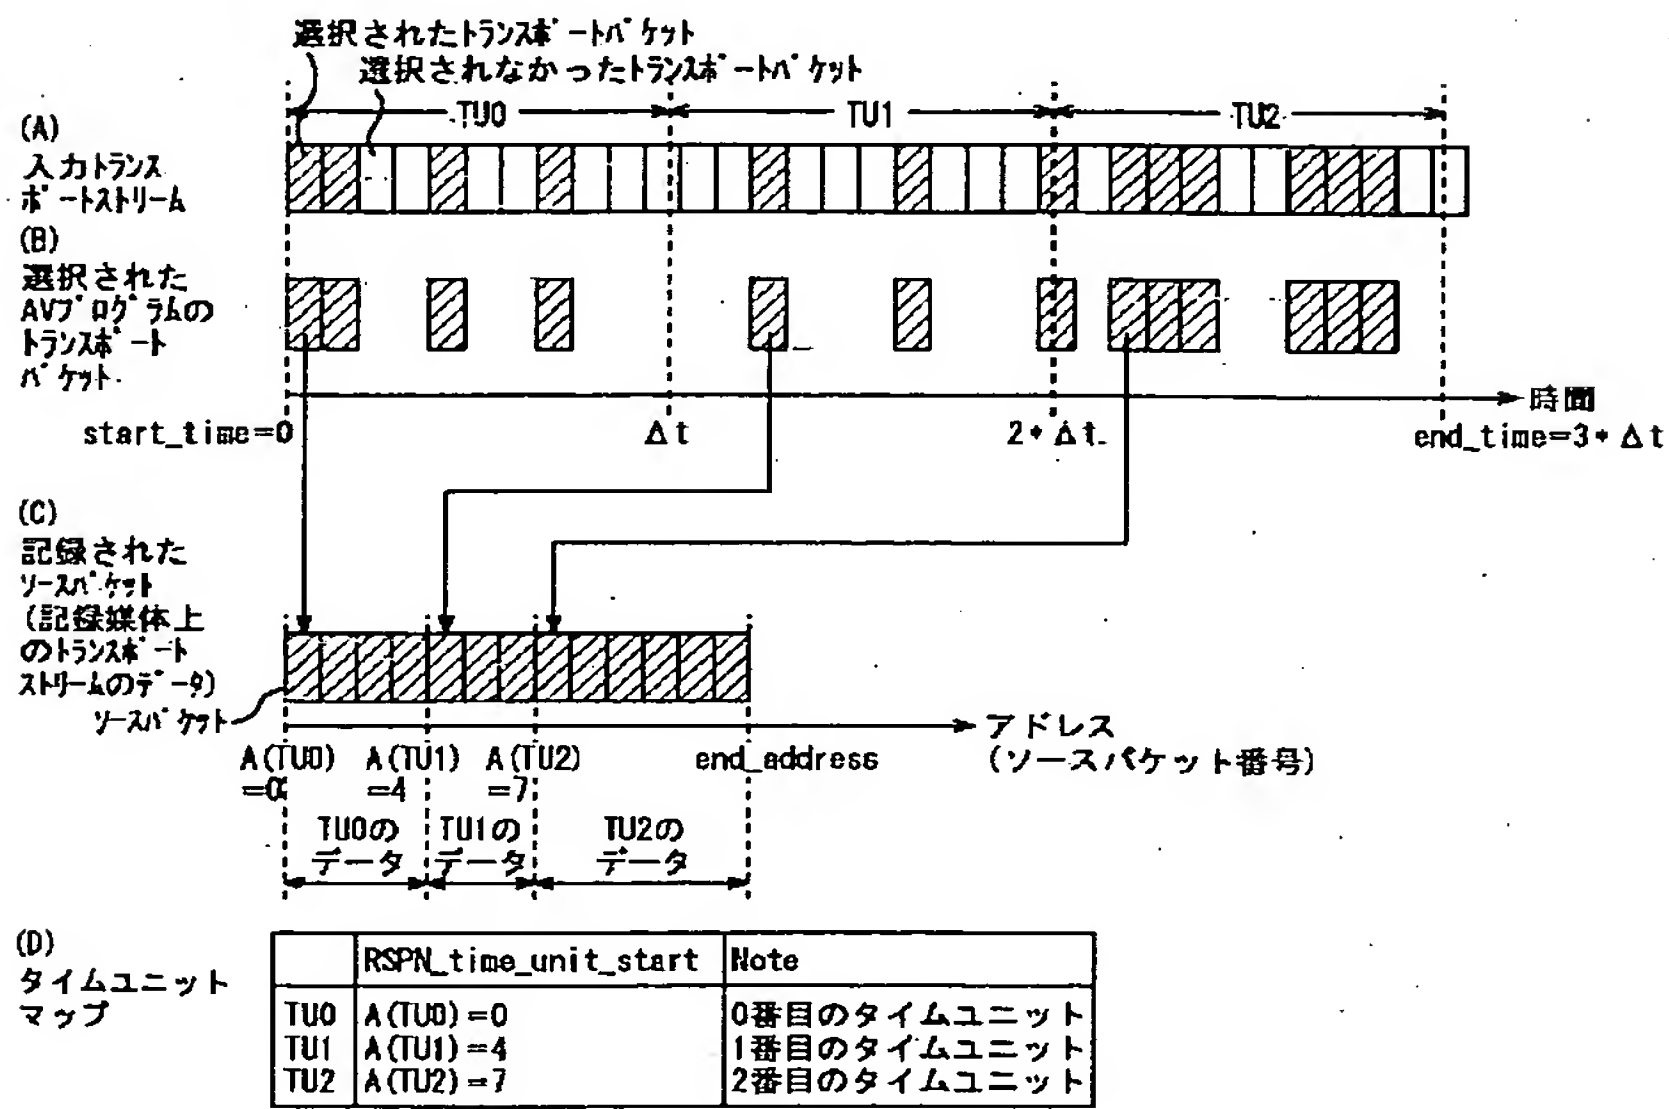 選択されたトランスポートパケット
選択されなかったトランスポートパケット
TU0
TU1
TU2
(A)
入力トランス
ポートストリーム
(B)
選択された
AVプログラムの
トランスポート
パケット
時間
start_time=0
Δt
2*Δt
end_time=3*Δt
(C)
記録された
ソースパケット
(記録媒体上
のトランスポート
ストリームのデータ)
ソースパケット
アドレス
(ソースパケット番号)
A(TU0)
=0
A(TU1)
=4
A(TU2)
=7
end_address
TU0の
データ
TU1の
データ
TU2の
データ
(D)
タイムユニット
マップ
RSPN_time_unit_start Note
TU0 A(TU0)=0 0番目のタイムユニット
TU1 A(TU1)=4 1番目のタイムユニット
TU2 A(TU2)=7 2番目のタイムユニット